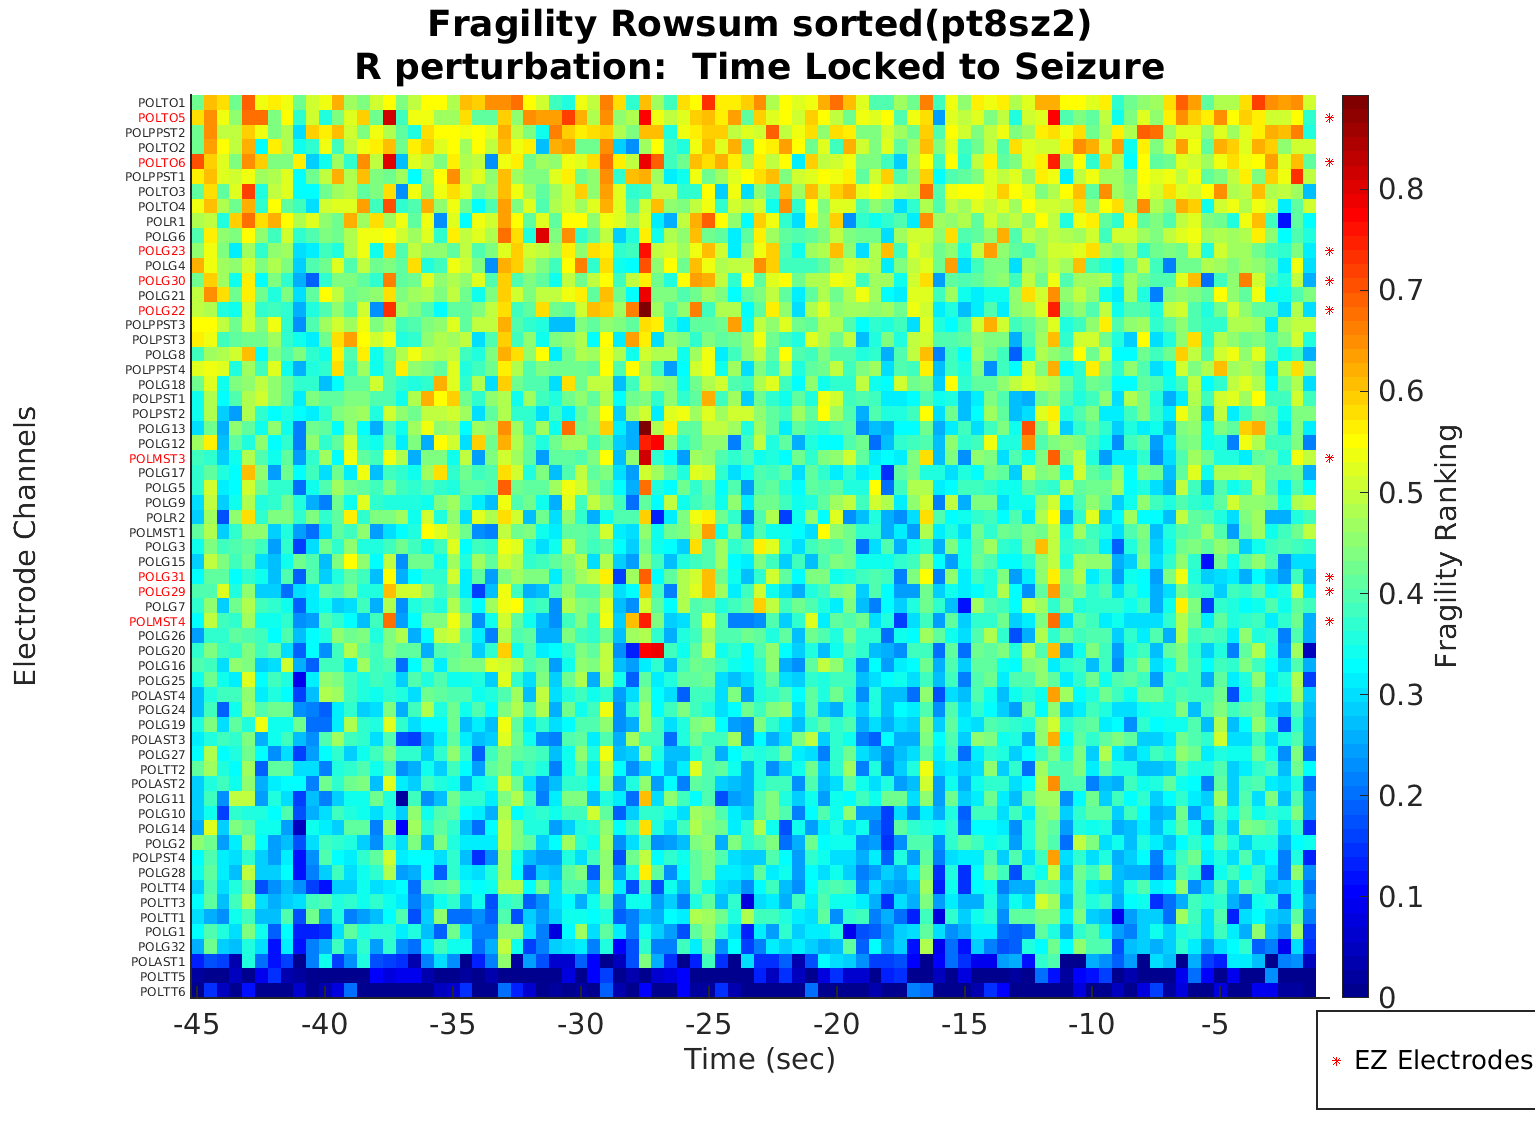 Fragility Rowsum sorted(pt8sz2)
R perturbation:  Time Locked to Seizure
Electrode Channels
POLTO1
POLTO5
POLPPST2
POLTO2
POLTO6
POLPPST1
POLTO3
POLTO4
POLR1
POLG6
POLG23
POLG4
POLG30
POLG21
POLG22
POLPPST3
POLPST3
POLG8
POLPPST4
POLG18
POLPST1
POLPST2
POLG13
POLG12
POLMST3
POLG17
POLG5
POLG9
POLR2
POLMST1
POLG3
POLG15
POLG31
POLG29
POLG7
POLMST4
POLG26
POLG20
POLG16
POLG25
POLAST4
POLG24
POLG19
POLAST3
POLG27
POLTT2
POLAST2
POLG11
POLG10
POLG14
POLG2
POLPST4
POLG28
POLTT4
POLTT3
POLTT1
POLG1
POLG32
POLAST1
POLTT5
POLTT6
-45 -40 -35 -30 -25 -20 -15 -10 -5
Time (sec)
0.8
0.7
0.6
0.5
0.4
0.3
0.2
0.1
0
Fragility Ranking
* EZ Electrodes